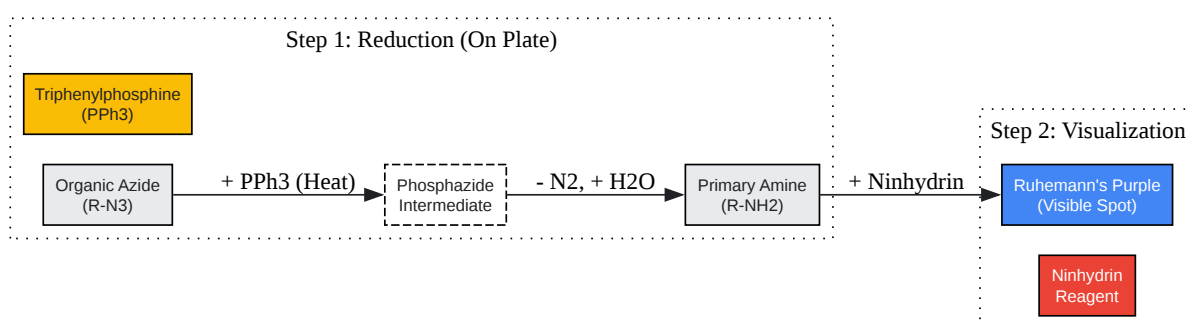 Step 1: Reduction (On Plate)
Triphenylphosphine
(PPh3)
Organic Azide
(R-N3)
+ PPh3 (Heat)
Phosphazide
Intermediate
- N2, + H2O
Primary Amine
(R-NH2)
+ Ninhydrin
Step 2: Visualization
Ruhemann's Purple
(Visible Spot)
Ninhydrin
Reagent